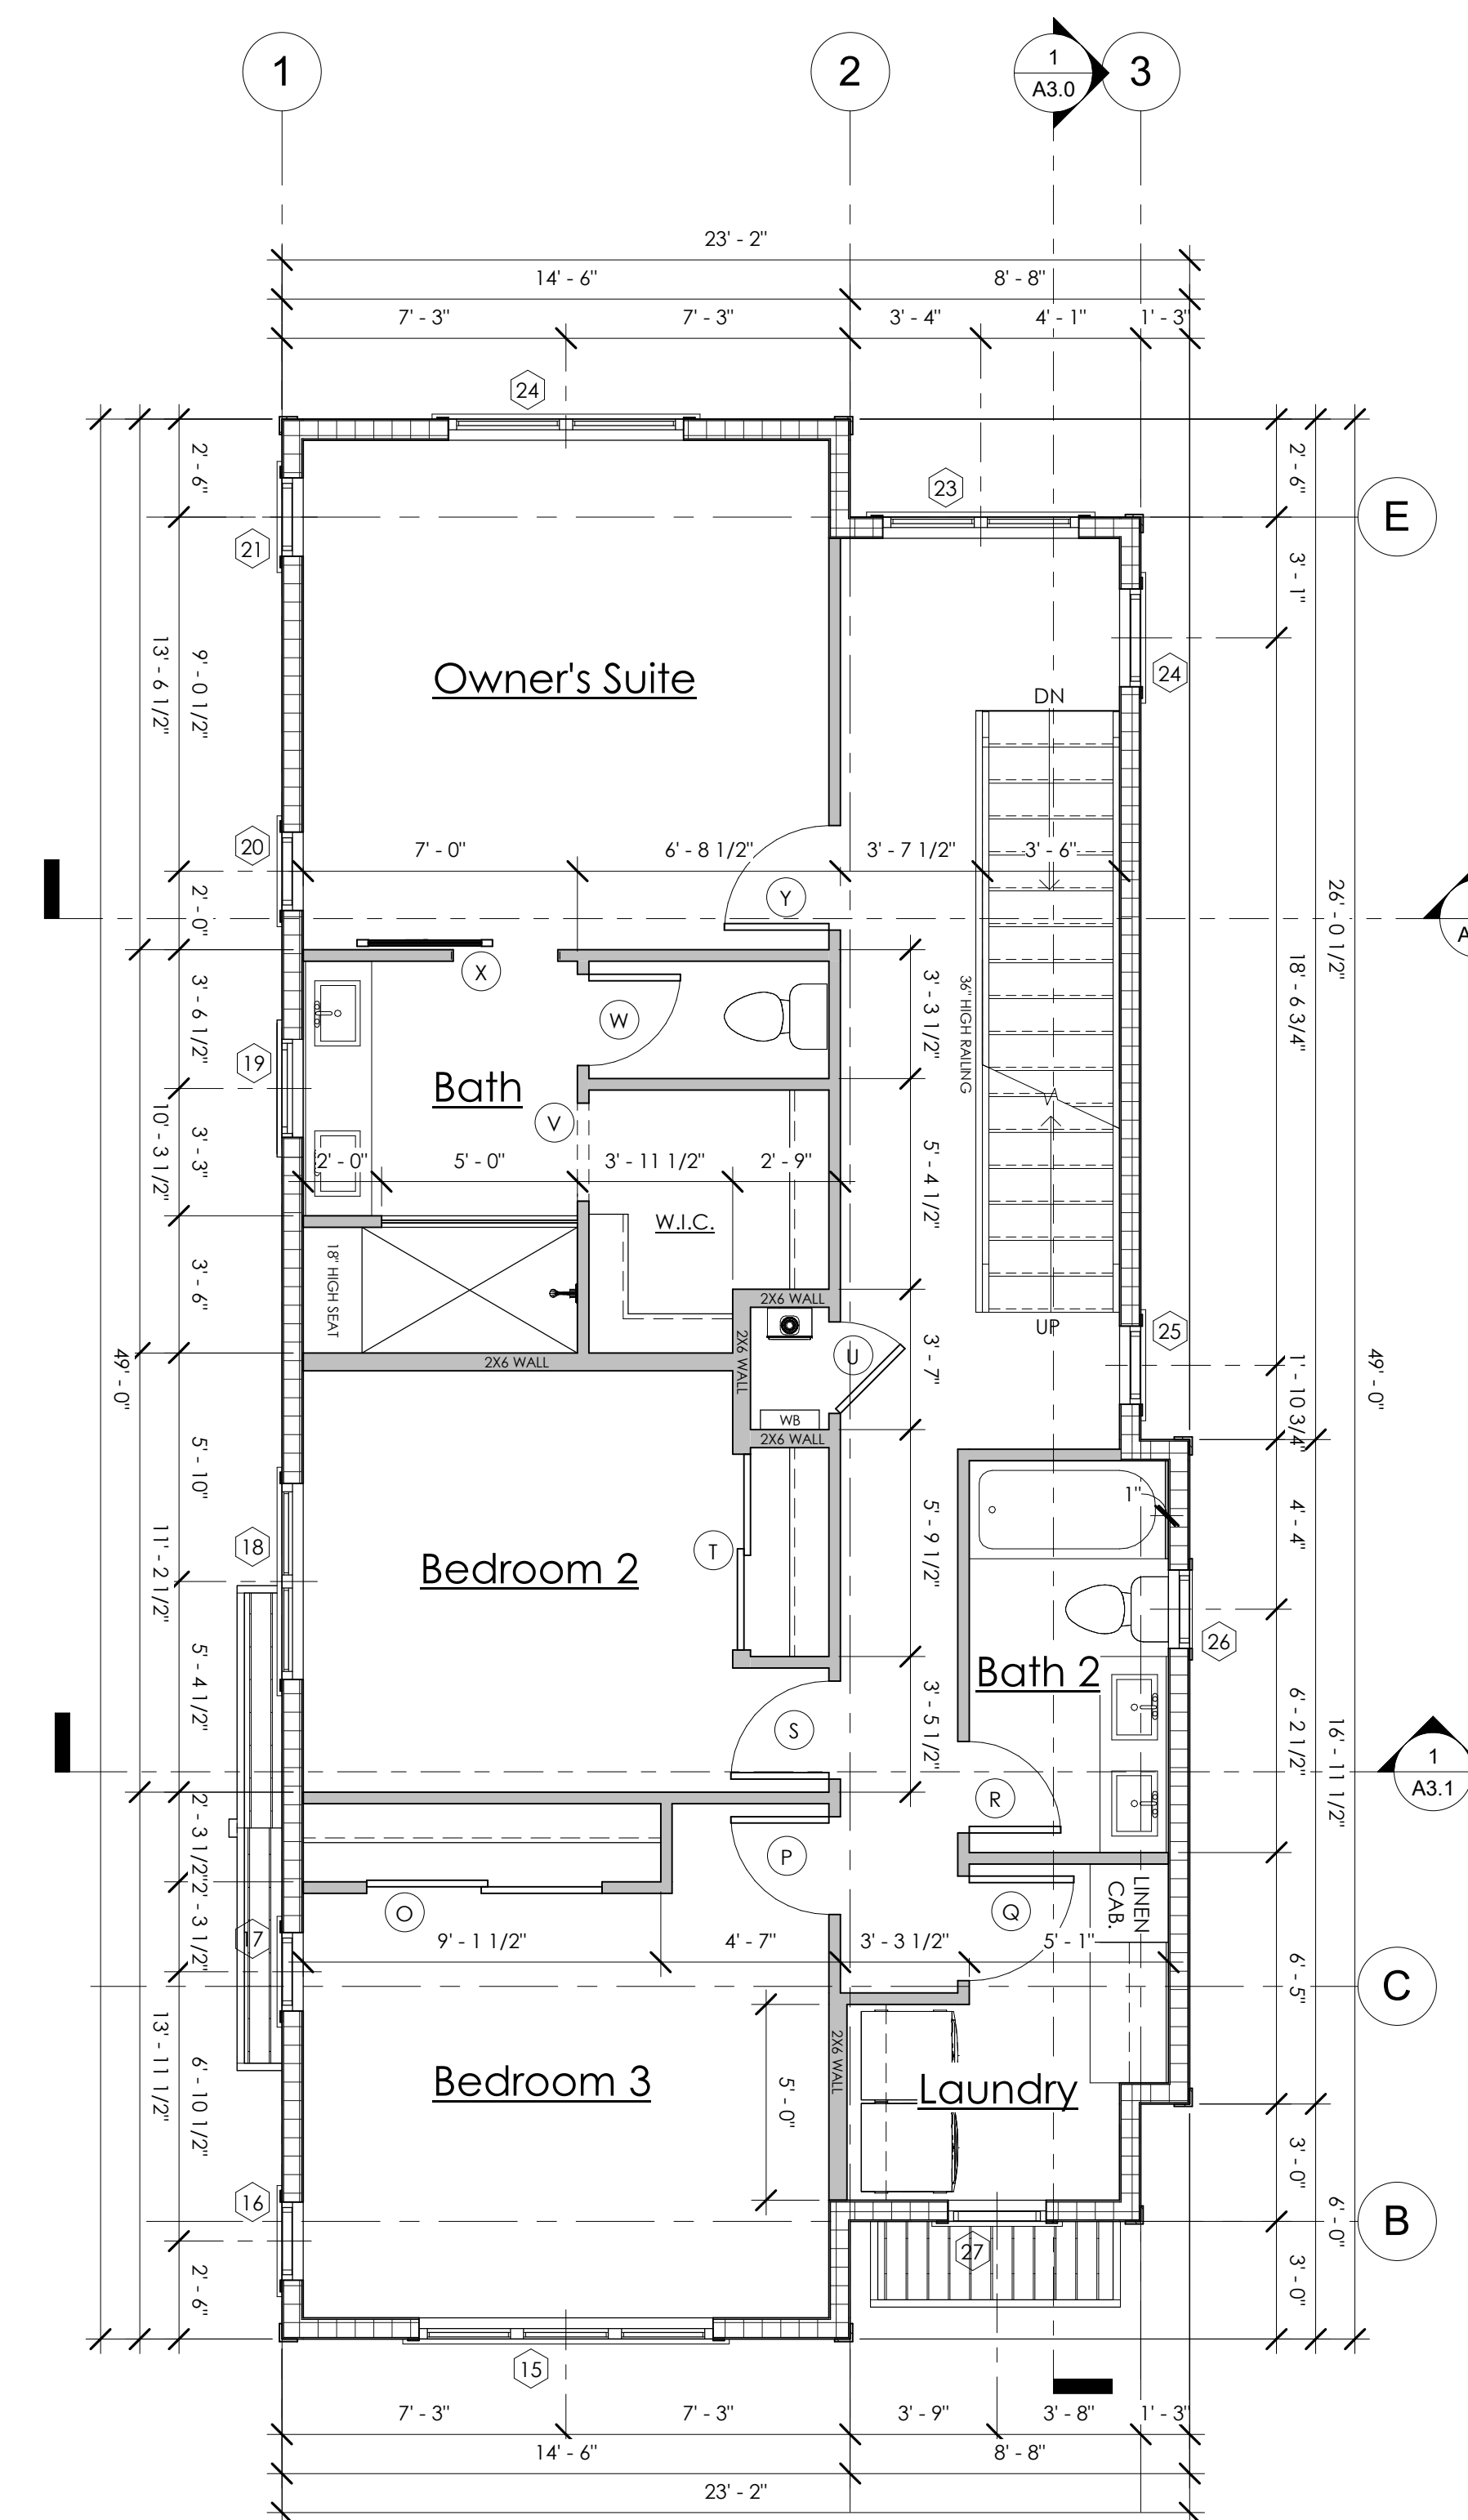 1
2
1
A3.0
3
23' - 2"
14' - 6"
8' - 8"
7' - 3"
7' - 3"
3' - 4"
4' - 1"
1' - 3"
24
2' - 6"
2' - 6"
23
E
21
3' - 1"
24
Owner's Suite
DN
13' - 6 1/2"
9' - 0 1/2"
20
7' - 0"
6' - 8 1/2"
3' - 7 1/2"
3' - 6"
Y
2' - 0"
26' - 0 1/2"
A
X
W
3' - 6 1/2"
3' - 3 1/2"
36" HIGH RAILING
18' - 6 3/4"
19
Bath
V
10' - 3 1/2"
3' - 3"
2' - 0"
5' - 0"
3' - 11 1/2"
2' - 9"
5' - 4 1/2"
W.I.C.
3' - 6"
18" HIGH SEAT
2X6 WALL
UP
25
2X6 WALL
2X6 WALL
U
3' - 7"
49' - 0"
1' - 10 3/4"
49' - 0"
WB
2X6 WALL
5' - 10"
1"
4' - 4"
18
T
5' - 9 1/2"
11' - 2 1/2"
Bedroom 2
26
5' - 4 1/2"
Bath 2
S
3' - 5 1/2"
6' - 2 1/2"
16' - 11 1/2"
1
A3.1
R
2' - 3 1/2"
P
2' - 3 1/2"
O
Q
LINEN
CAB.
17
9' - 1 1/2"
4' - 7"
3' - 3 1/2"
5' - 1"
6' - 5"
C
13' - 11 1/2"
6' - 10 1/2"
2X6 WALL
Bedroom 3
5' - 0"
Laundry
16
3' - 0"
6' - 0"
B
27
2' - 6"
3' - 0"
15
7' - 3"
7' - 3"
3' - 9"
3' - 8"
1' - 3"
14' - 6"
8' - 8"
23' - 2"